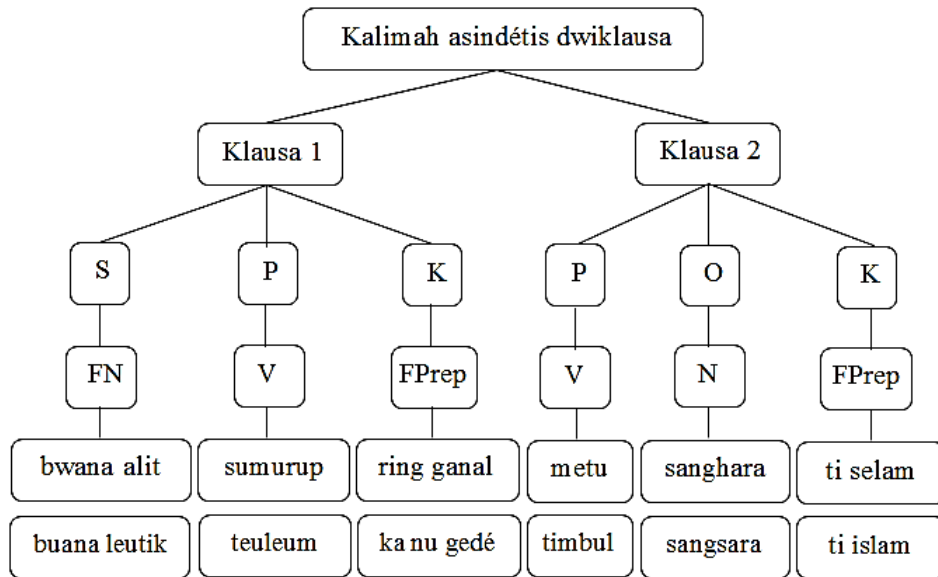 Kalimah asindétis dwiklausa
Klausa 1 Klausa 2
S P K P O K
FN V FPrep V N FPrep
bwana alit sumurup ring ganal metu sanghara ti selam
buana leutik teuleum ka nu gedé timbul sangsara ti islam